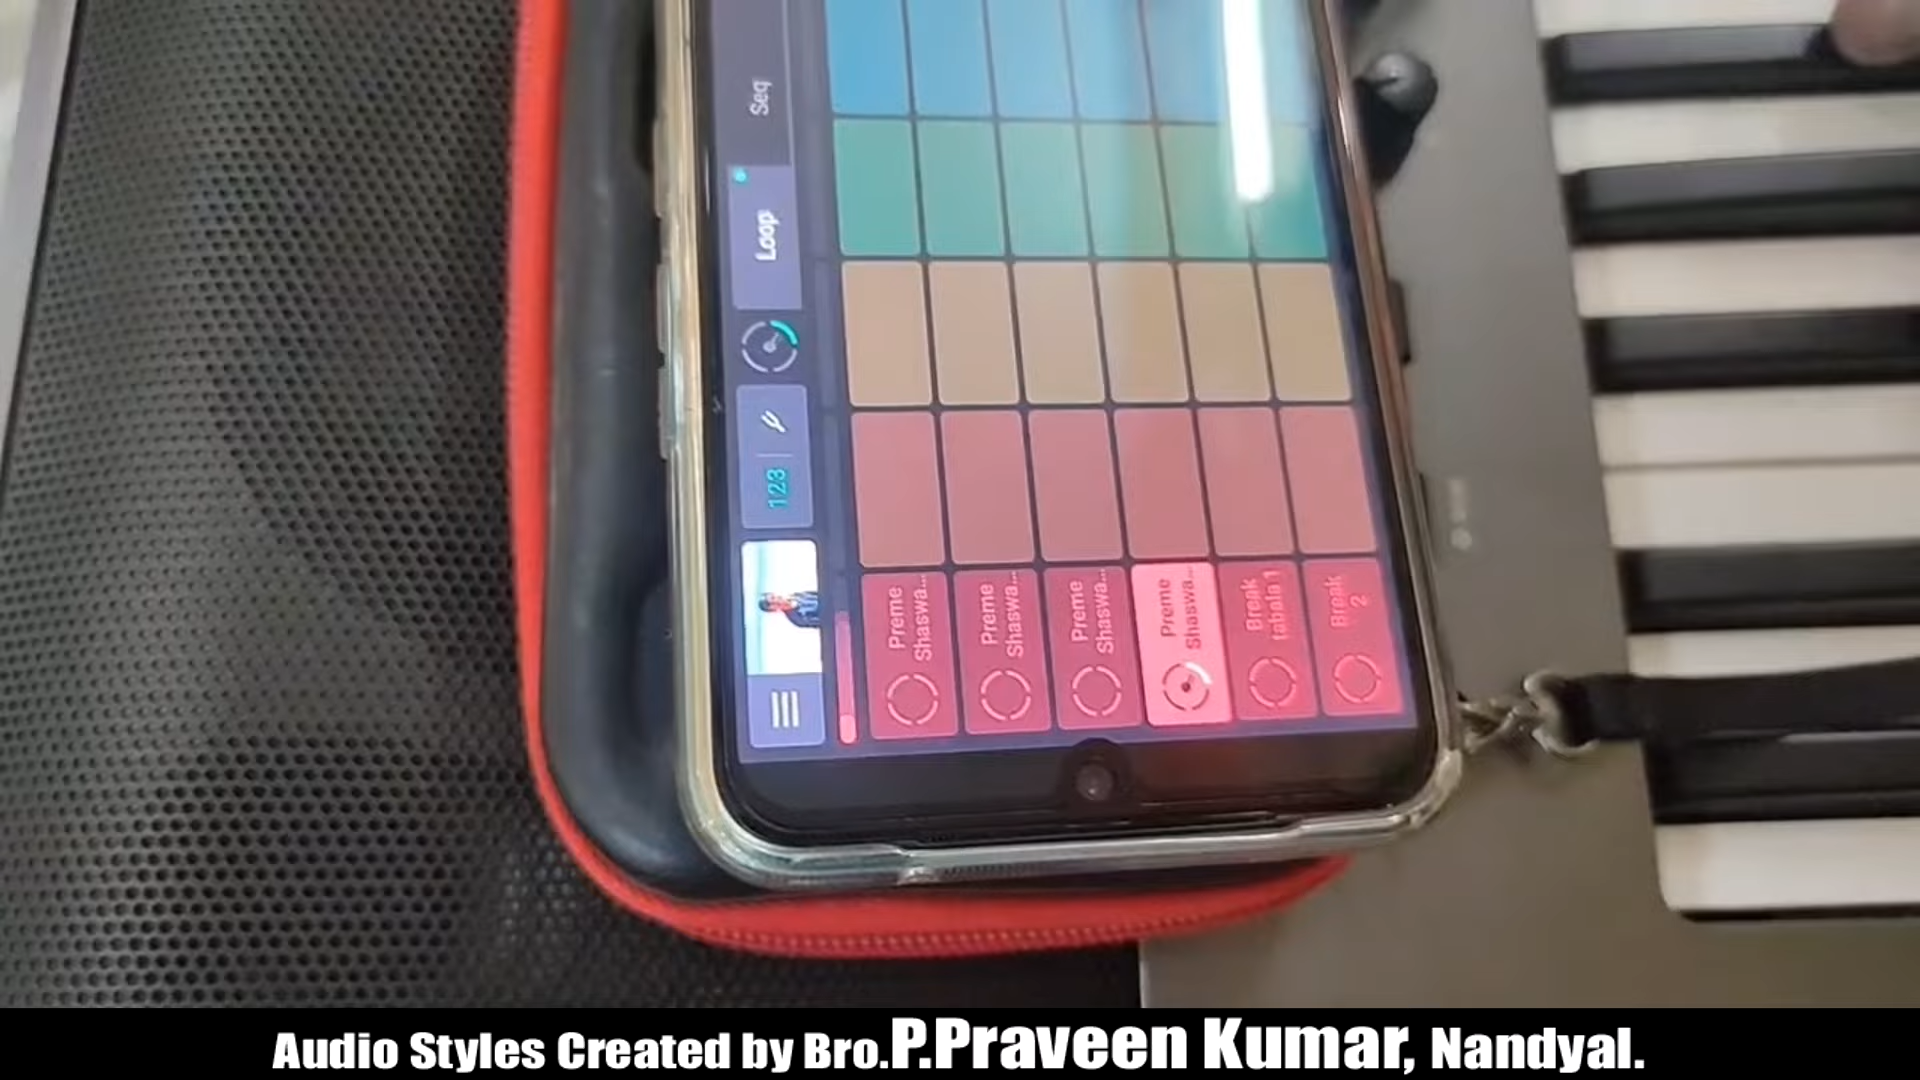 Seq
Loop
123
Preme
Shaswa...
Preme
Shaswa...
Preme
Shaswa...
Preme
Shaswa...
Break
tabala 1
Break
2
Audio Styles Created by Bro.P.Praveen Kumar, Nandyal.